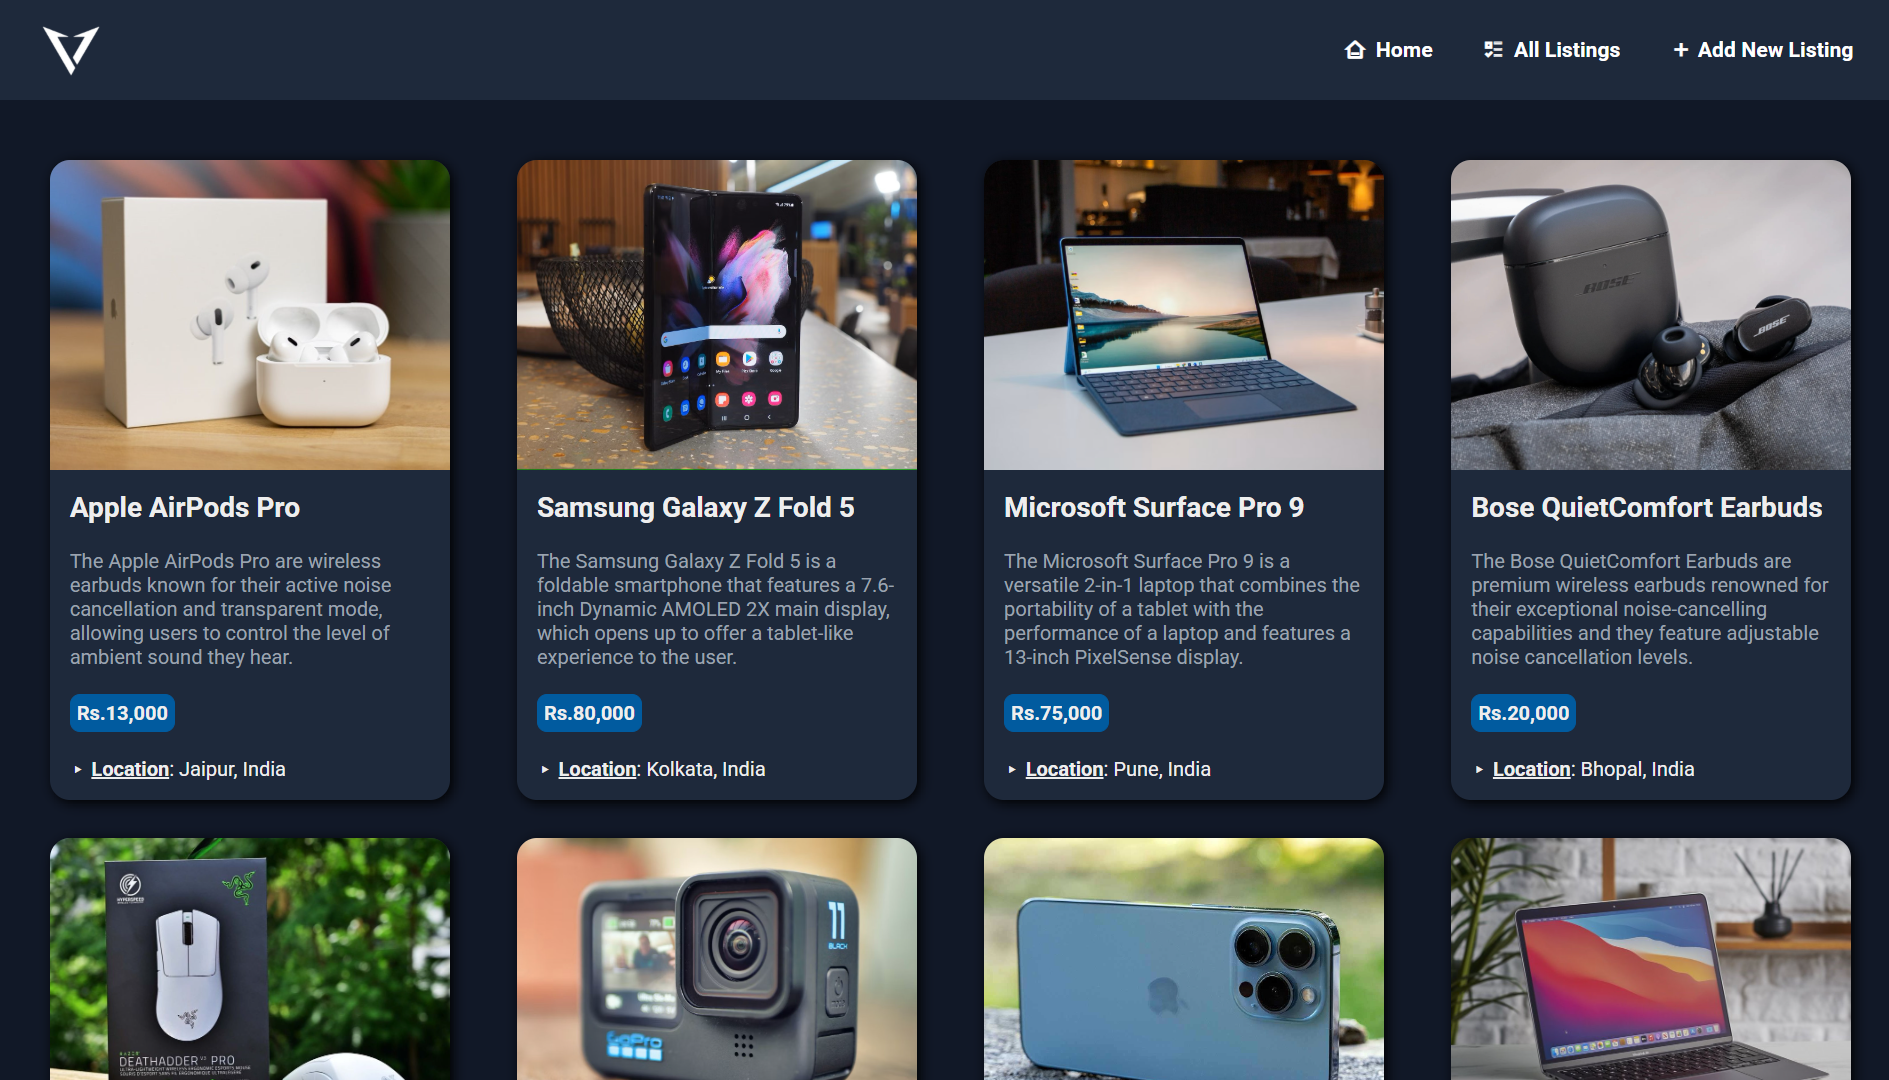 Home
All Listings
Add New Listing
BOSE
BOSE
Apple AirPods Pro
The Apple AirPods Pro are wireless
earbuds known for their active noise
cancellation and transparent mode,
allowing users to control the level of
ambient sound they hear.
Rs.13,000
Location: Jaipur, India
Samsung Galaxy Z Fold 5
The Samsung Galaxy Z Fold 5 is a
foldable smartphone that features a 7.6-
inch Dynamic AMOLED 2X main display,
which opens up to offer a tablet-like
experience to the user.
Rs.80,000
Location: Kolkata, India
Microsoft Surface Pro 9
The Microsoft Surface Pro 9 is a
versatile 2-in-1 laptop that combines the
portability of a tablet with the
performance of a laptop and features a
13-inch PixelSense display.
Rs.75,000
Location: Pune, India
Bose QuietComfort Earbuds
The Bose QuietComfort Earbuds are
premium wireless earbuds renowned for
their exceptional noise-cancelling
capabilities and they feature adjustable
noise cancellation levels.
Rs.20,000
Location: Bhopal, India
HYPERSPEED
DEATHADDER V3 PRO
11
BLACK
GoPro